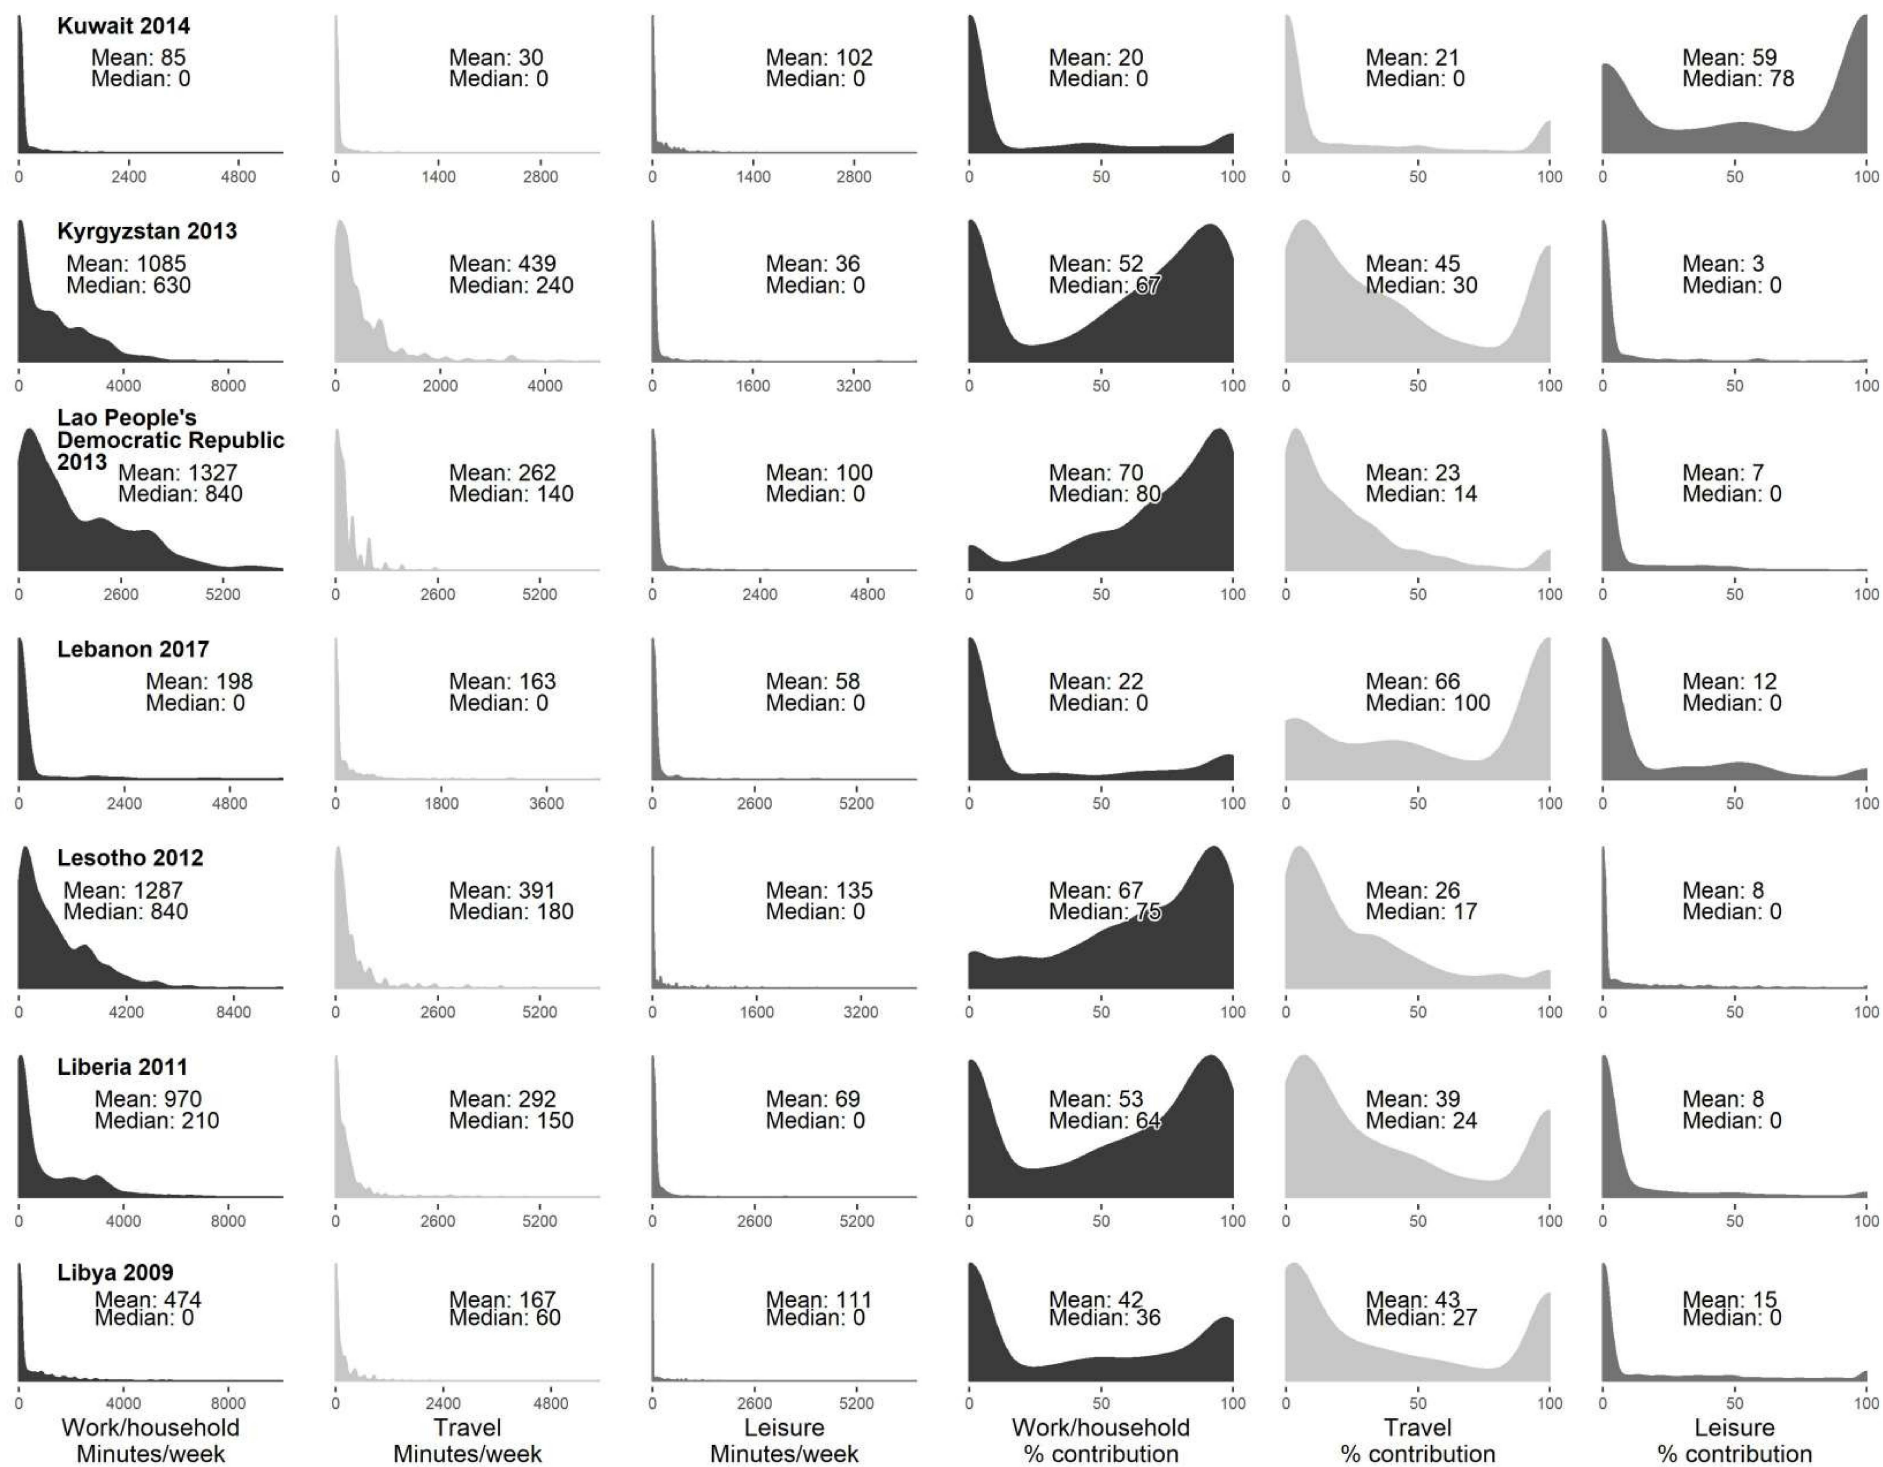 Kuwait 2014
Mean: 85
Median: 0
Mean: 30
Median: 0
Mean: 102
Median: 0
Mean: 20
Median: 0
Mean: 21
Median: 0
Mean: 59
Median: 78
0 2400 4800
0 1400 2800
0 1400 2800
0 50 100
0 50 100
0 50 100
Kyrgyzstan 2013
Mean: 1085
Median: 630
Mean: 439
Median: 240
Mean: 36
Median: 0
Mean: 52
Median: 67
Mean: 45
Median: 30
Mean: 3
Median: 0
0 4000 8000
0 2000 4000
0 1600 3200
0 50 100
0 50 100
0 50 100
Lao People's
Democratic Republic
2013
Mean: 1327
Median: 840
Mean: 262
Median: 140
Mean: 100
Median: 0
Mean: 70
Median: 80
Mean: 23
Median: 14
Mean: 7
Median: 0
0 2600 5200
0 2600 5200
0 2400 4800
0 50 100
0 50 100
0 50 100
Lebanon 2017
Mean: 198
Median: 0
Mean: 163
Median: 0
Mean: 58
Median: 0
Mean: 22
Median: 0
Mean: 66
Median: 100
Mean: 12
Median: 0
0 2400 4800
0 1800 3600
0 2600 5200
0 50 100
0 50 100
0 50 100
Lesotho 2012
Mean: 1287
Median: 840
Mean: 391
Median: 180
Mean: 135
Median: 0
Mean: 67
Median: 75
Mean: 26
Median: 17
Mean: 8
Median: 0
0 4200 8400
0 2600 5200
0 1600 3200
0 50 100
0 50 100
0 50 100
Liberia 2011
Mean: 970
Median: 210
Mean: 292
Median: 150
Mean: 69
Median: 0
Mean: 53
Median: 64
Mean: 39
Median: 24
Mean: 8
Median: 0
0 4000 8000
0 2600 5200
0 2600 5200
0 50 100
0 50 100
0 50 100
Libya 2009
Mean: 474
Median: 0
Mean: 167
Median: 60
Mean: 111
Median: 0
Mean: 42
Median: 36
Mean: 43
Median: 27
Mean: 15
Median: 0
0 4000 8000
0 2400 4800
0 2600 5200
0 50 100
0 50 100
0 50 100
Work/household
Minutes/week
Travel
Minutes/week
Leisure
Minutes/week
Work/household
% contribution
Travel
% contribution
Leisure
% contribution